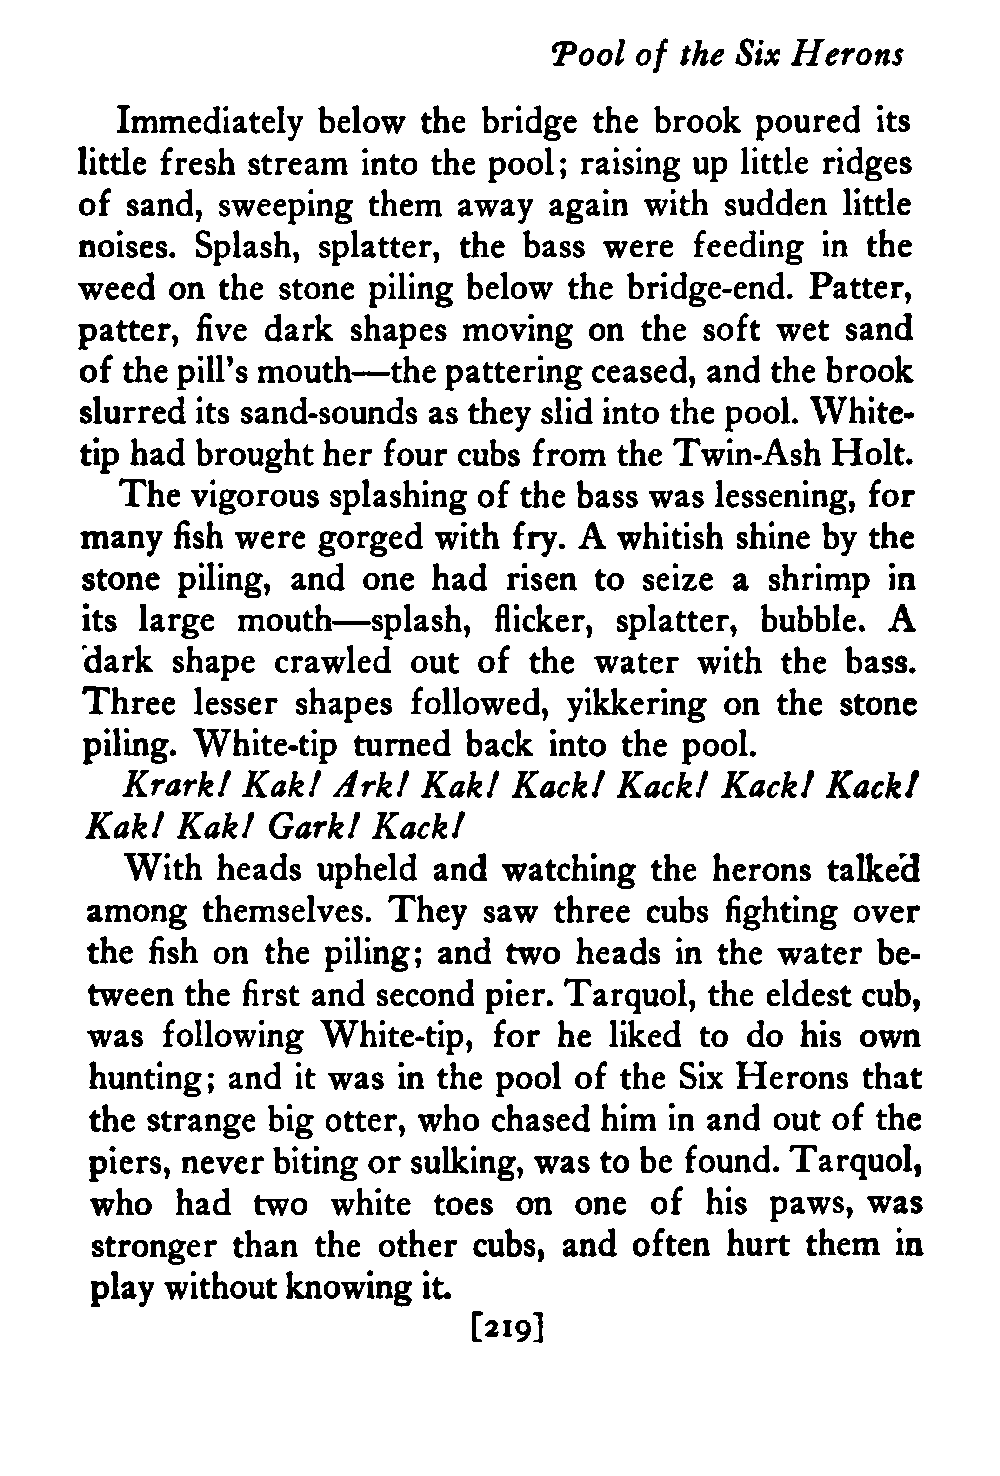 Pool of the Six Herons
Immediately below the bridge the brook poured its
little fresh stream into the pool; raising up little ridges
of sand, sweeping them away again with sudden little
noises. Splash, splatter, the bass were feeding in the
weed on the stone piling below the bridge-end. Patter,
patter, five dark shapes moving on the soft wet sand
of the pill's mouth—the pattering ceased, and the brook
slurred its sand-sounds as they slid into the pool. White-
tip had brought her four cubs from the Twin-Ash Holt.
The vigorous splashing of the bass was lessening, for
many fish were gorged with fry. A whitish shine by the
stone piling, and one had risen to seize a shrimp in
its large mouth—splash, flicker, splatter, bubble. A
dark shape crawled out of the water with the bass.
Three lesser shapes followed, yikkering on the stone
piling. White-tip turned back into the pool.
Krark! Kak! Ark! Kak! Kack! Kack! Kack! Kack!
Kak! Kak! Gark! Kack!
With heads upheld and watching the herons talked
among themselves. They saw three cubs fighting over
the fish on the piling; and two heads in the water be-
tween the first and second pier. Tarquol, the eldest cub,
was following White-tip, for he liked to do his own
hunting; and it was in the pool of the Six Herons that
the strange big otter, who chased him in and out of the
piers, never biting or sulking, was to be found. Tarquol,
who had two white toes on one of his paws, was
stronger than the other cubs, and often hurt them in
play without knowing it.
[219]